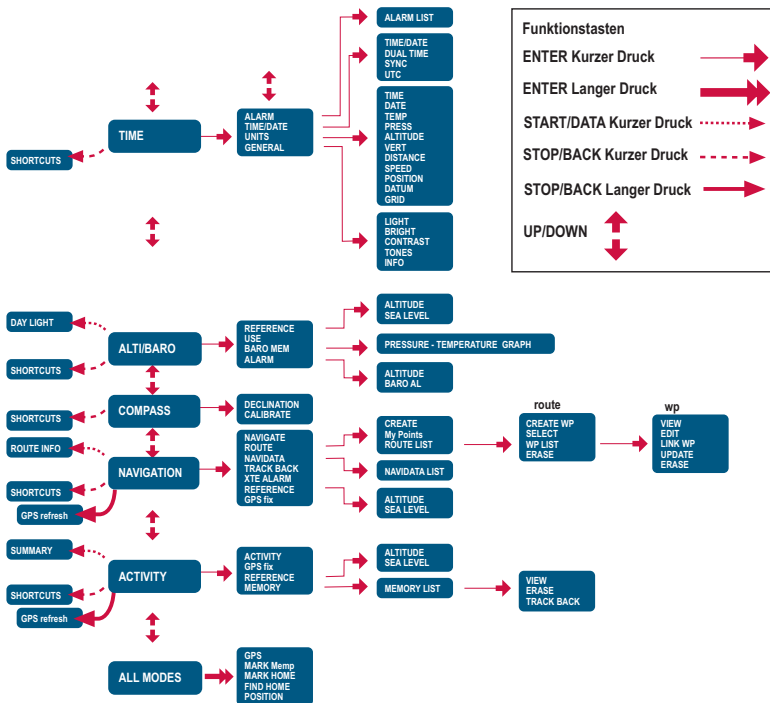 ALARM LIST
TIME/DATE
DUAL TIME
SYNC
UTC
TIME
DATE
TEMP
PRESS
ALTITUDE
VERT
DISTANCE
SPEED
POSITION
DATUM
GRID
LIGHT
BRIGHT
CONTRAST
TONES
INFO
ALARM
TIME/DATE
UNITS
GENERAL
TIME
SHORTCUTS
Funktionstasten
ENTER Kurzer Druck
ENTER Langer Druck
START/DATA Kurzer Druck
STOP/BACK Kurzer Druck
STOP/BACK Langer Druck
UP/DOWN
DAY LIGHT
SHORTCUTS
ALTI/BARO
REFERENCE
USE
BARO MEM
ALARM
ALTITUDE
SEA LEVEL
PRESSURE - TEMPERATURE GRAPH
ALTITUDE
BARO AL
SHORTCUTS
COMPASS
DECLINATION
CALIBRATE
ROUTE INFO
SHORTCUTS
GPS refresh
NAVIGATION
NAVIGATE
ROUTE
NAVIDATA
TRACK BACK
XTE ALARM
REFERENCE
GPS fix
CREATE
My Points
ROUTE LIST
NAVIDATA LIST
ALTITUDE
SEA LEVEL
route
CREATE WP
SELECT
WP LIST
ERASE
wp
VIEW
EDIT
LINK WP
UPDATE
ERASE
SUMMARY
SHORTCUTS
GPS refresh
ACTIVITY
ACTIVITY
GPS fix
REFERENCE
MEMORY
ALTITUDE
SEA LEVEL
MEMORY LIST
VIEW
ERASE
TRACK BACK
ALL MODES
GPS
MARK Memp
MARK HOME
FIND HOME
POSITION